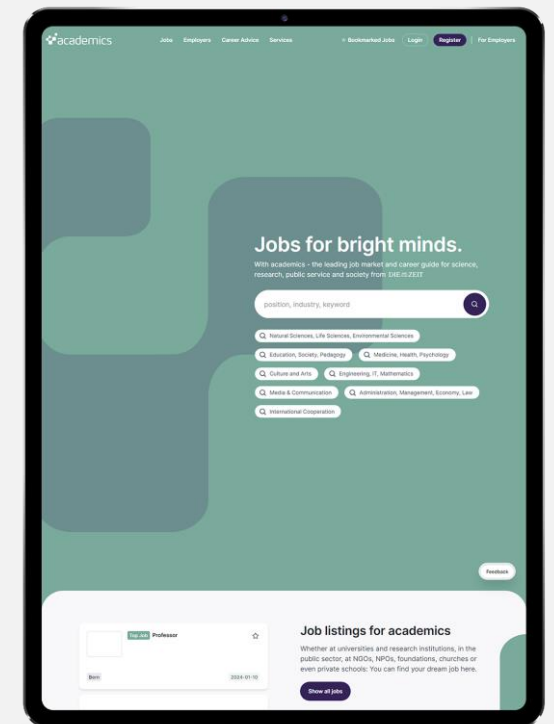 academics
Jobs Employers Career Advice Services Bookmarked Jobs Login Register For Employers
Jobs for bright minds.
With academics - the leading job market and career guide for science,
research, public service and society from DIE ZEIT
position, industry, keyword
Natural Sciences, Life Sciences, Environmental Sciences
Education, Society, Pedagogy Medicine, Health, Psychology
Culture and Arts Engineering, IT, Mathematics
Media & Communication Administration, Management, Economy, Law
International Cooperation
Feedback
Top Job Professor
Bern 2024-01-10
Job listings for academics
Whether at universities and research institutions, in the
public sector, at NGOs, NPOs, foundations, churches or
even private schools: You can find your dream job here.
Show all jobs